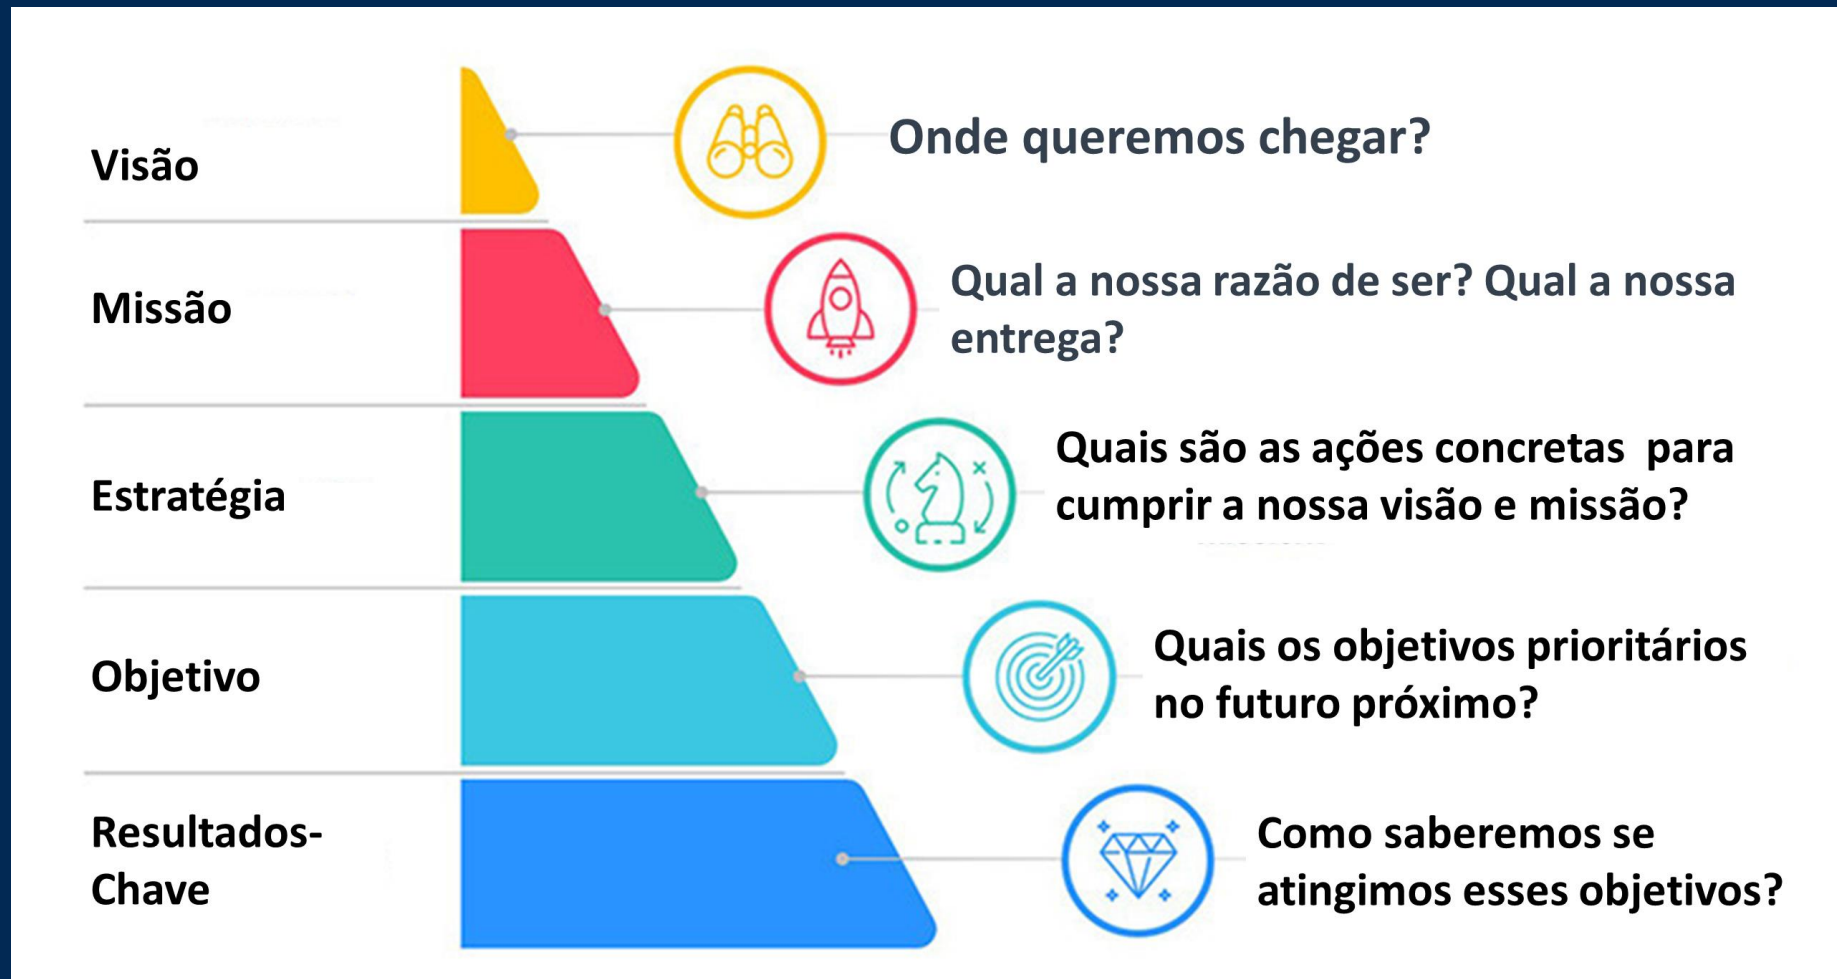 Visão
Onde queremos chegar?
Missão
Qual a nossa razão de ser? Qual a nossa
entrega?
Estratégia
Quais são as ações concretas  para
cumprir a nossa visão e missão?
Objetivo
Quais os objetivos prioritários
no futuro próximo?
Resultados-
Chave
Como saberemos se
atingimos esses objetivos?